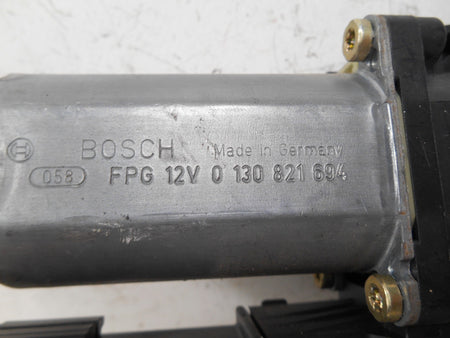 BOSCH Made in Germany
058 FPG 12V 0 130 821 694